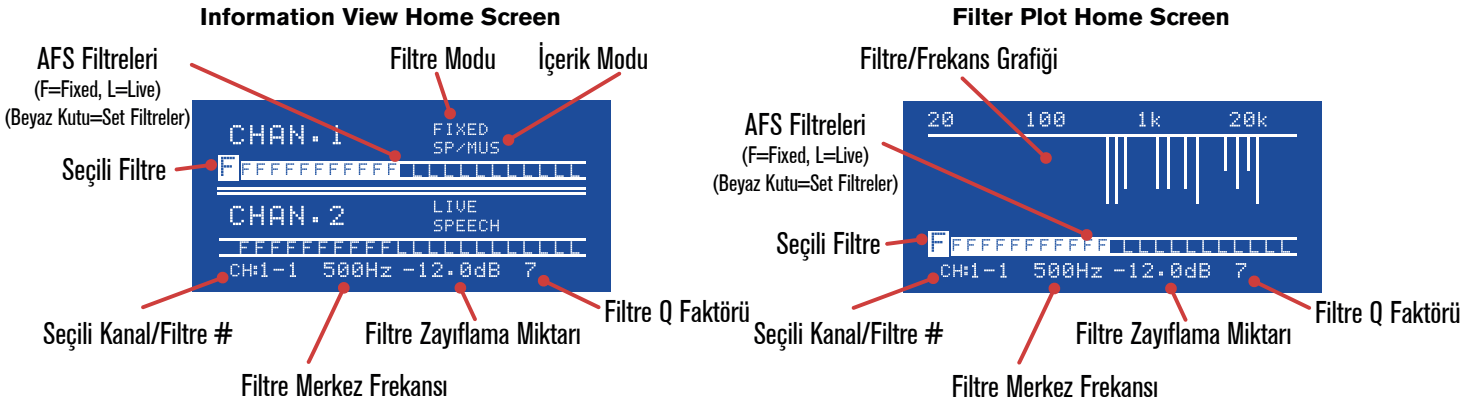 Information View Home Screen
AFS Filtreleri
(F=Fixed, L=Live)
(Beyaz Kutu=Set Filtreler)
Filtre Modu
İçerik Modu
Seçili Filtre
CHAN.1
FIXED
SP/MUS
FFFFFFFFFFFFLLLLLLLLLLLL
CHAN.2
LIVE
SPEECH
FFFFFFFFFFLLLLLLLLLLLL
CH:1-1 500Hz -12.0dB 7
Seçili Kanal/Filtre #
Filtre Merkez Frekansı
Filtre Zayıflama Miktarı
Filtre Q Faktörü
Filter Plot Home Screen
Filtre/Frekans Grafiği
AFS Filtreleri
(F=Fixed, L=Live)
(Beyaz Kutu=Set Filtreler)
Seçili Filtre
20 100 1k 20k
FFFFFFFFFFFFLLLLLLLLLLLL
CH:1-1 500Hz -12.0dB 7
Seçili Kanal/Filtre #
Filtre Merkez Frekansı
Filtre Zayıflama Miktarı
Filtre Q Faktörü